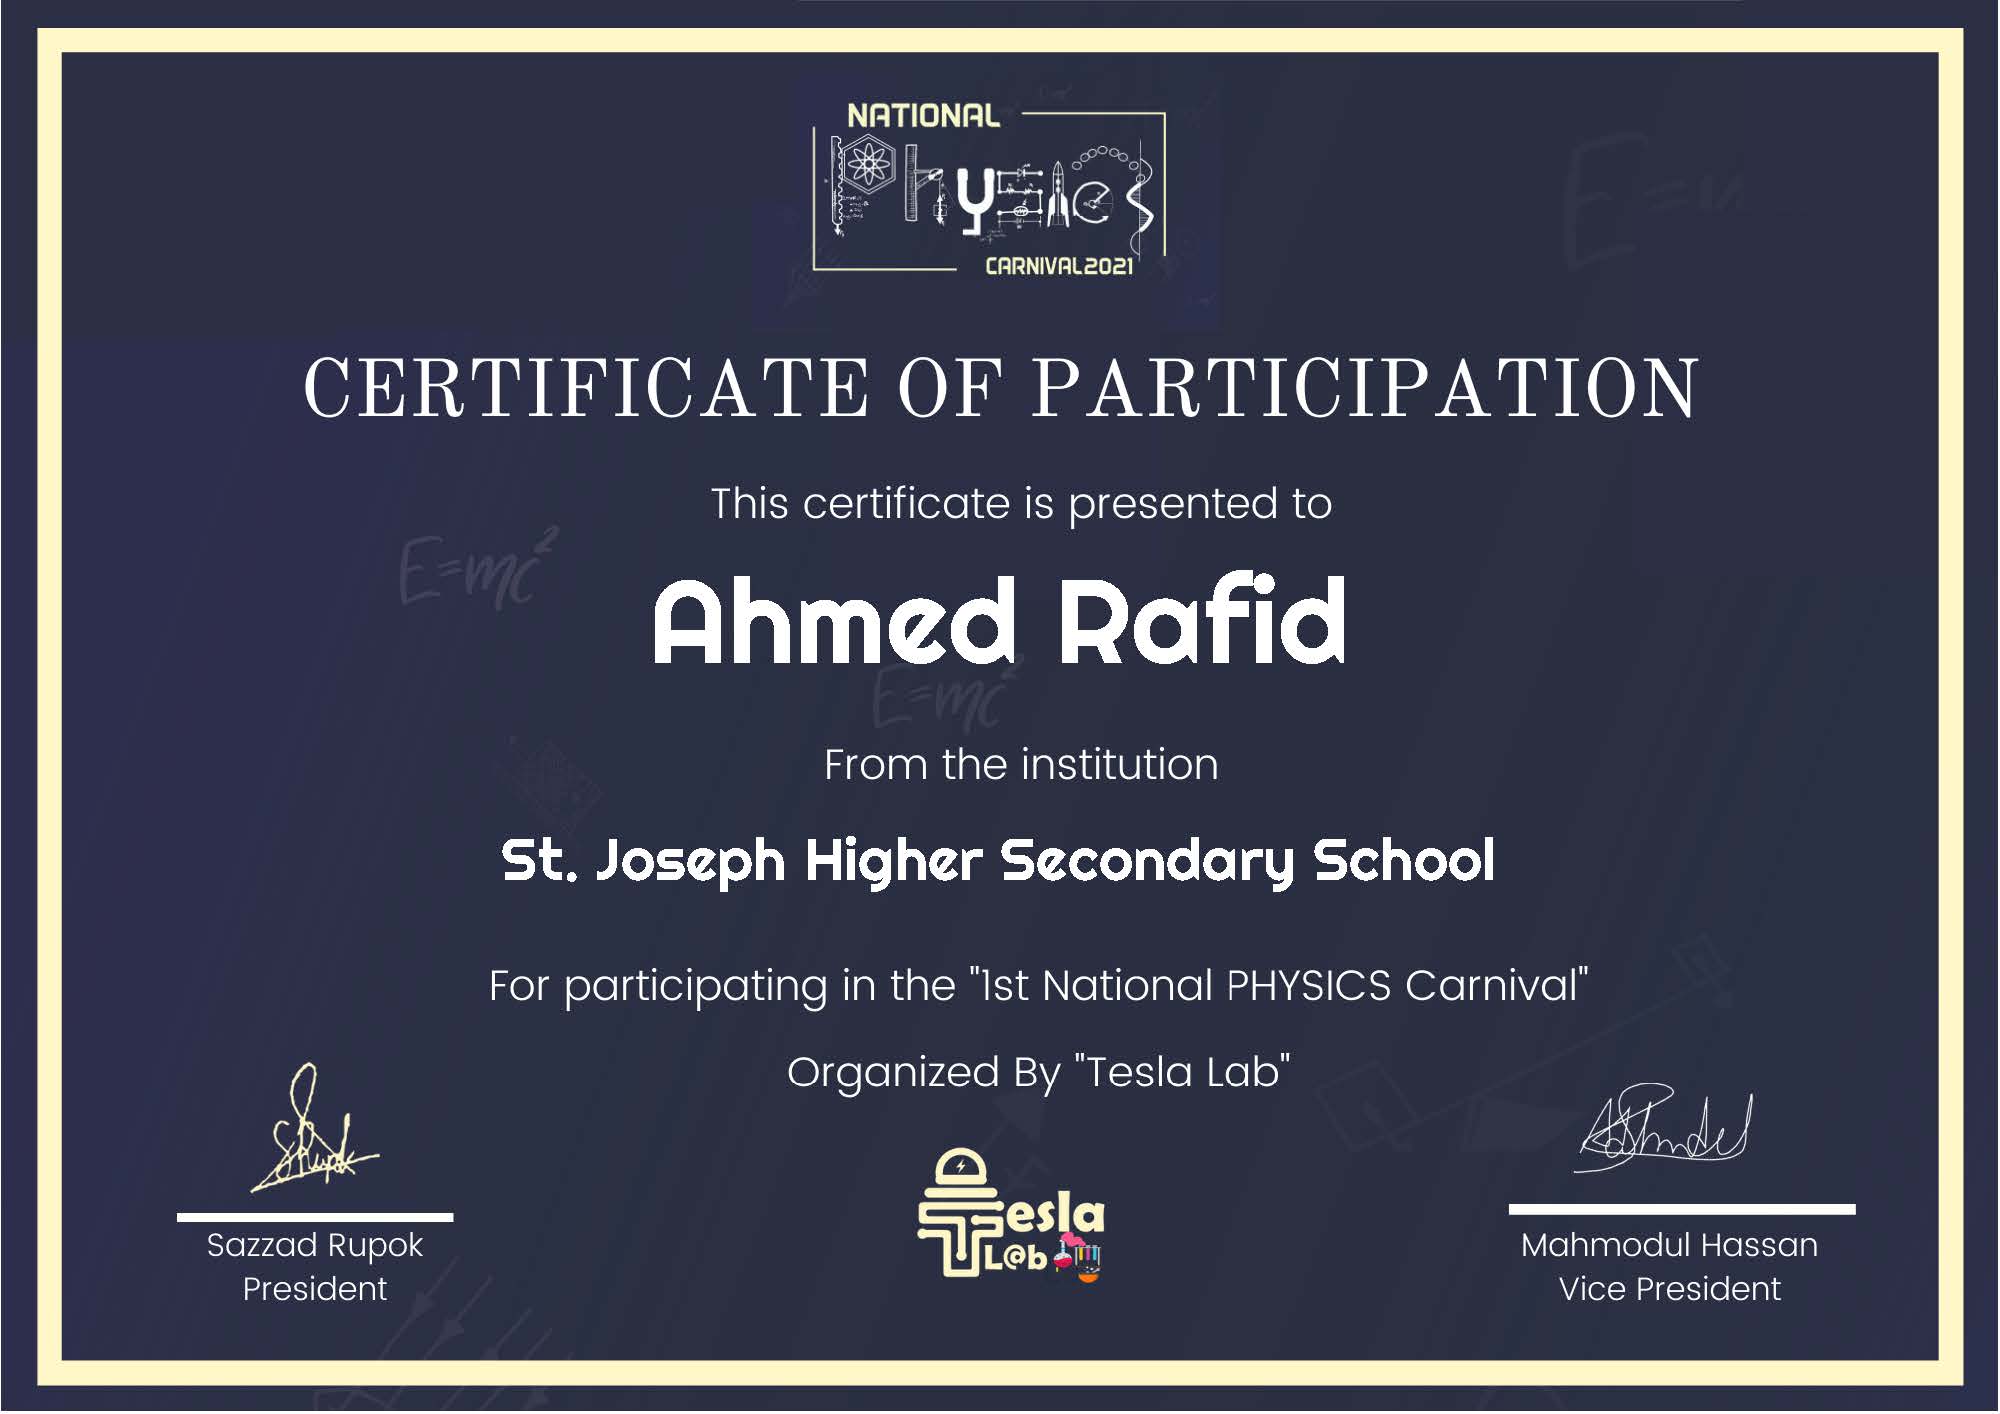 NATIONAL
Physics
CARNIVAL2021
CERTIFICATE OF PARTICIPATION
This certificate is presented to
Ahmed Rafid
From the institution
St. Joseph Higher Secondary School
For participating in the "1st National PHYSICS Carnival"
Organized By "Tesla Lab"
Tesla
L@b
Sazzad Rupok
President
Mahmodul Hassan
Vice President
E=mc²
E=mc²
E=m